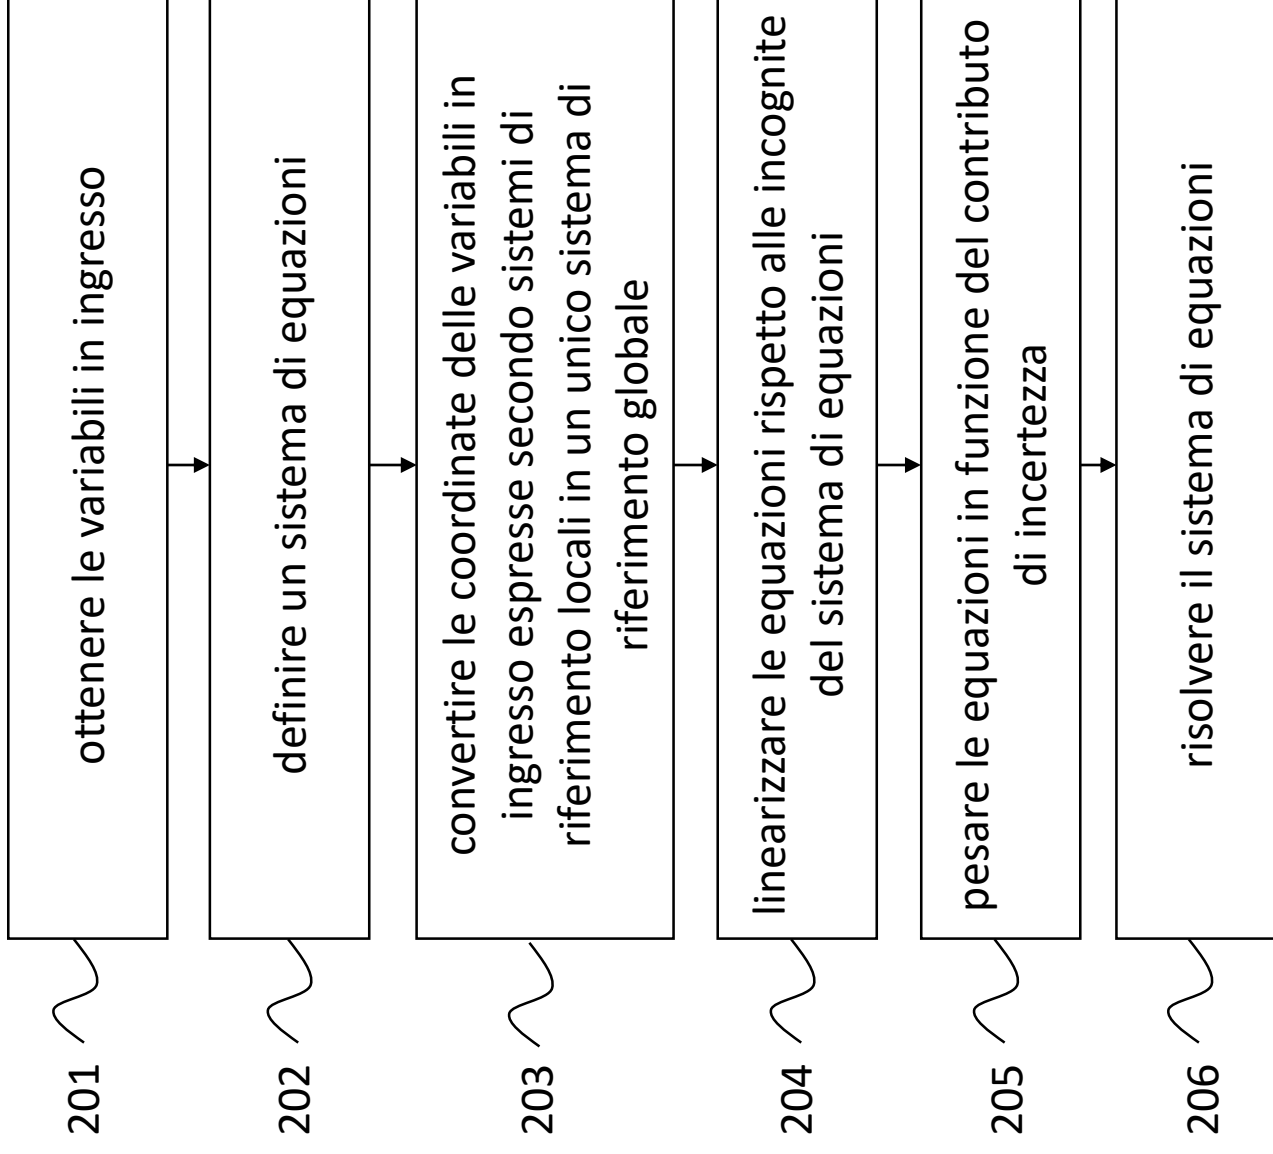 201
ottenere le variabili in ingresso
202
definire un sistema di equazioni
203
convertire le coordinate delle variabili in
ingresso espresse secondo sistemi di
riferimento locali in un unico sistema di
riferimento globale
204
linearizzare le equazioni rispetto alle incognite
del sistema di equazioni
205
pesare le equazioni in funzione del contributo
di incertezza
206
risolvere il sistema di equazioni